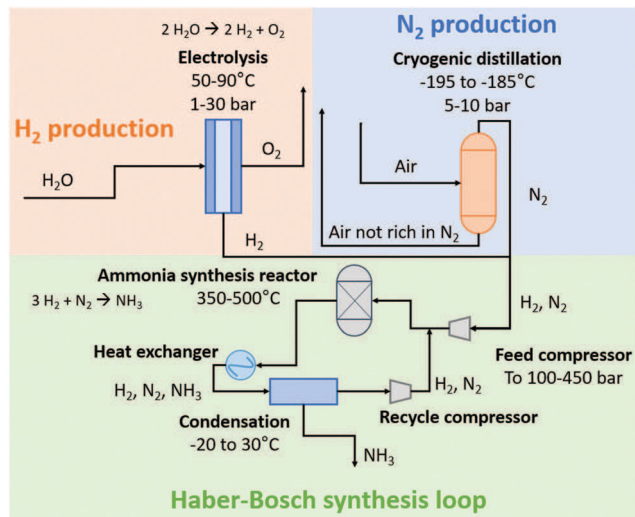 2 H₂O → 2 H₂ + O₂
Electrolysis
50-90°C
1-30 bar
H₂ production
O₂
H₂O
H₂
N₂ production
Cryogenic distillation
-195 to -185°C
5-10 bar
Air
N₂
Air not rich in N₂
Ammonia synthesis reactor
3 H₂ + N₂ → NH₃
350-500°C
H₂, N₂
Heat exchanger
Feed compressor
To 100-450 bar
H₂, N₂, NH₃
H₂, N₂
Condensation
-20 to 30°C
Recycle compressor
NH₃
Haber-Bosch synthesis loop